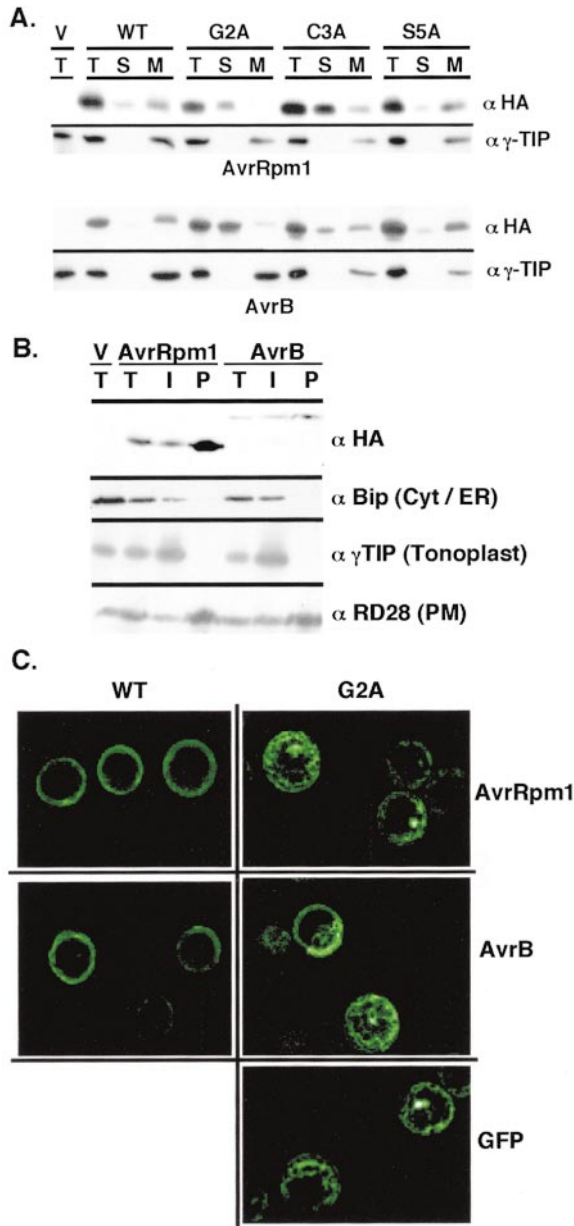 A.
V WT G2A C3A S5A
T T S M T S M T S M T S M
α HA
α γ-TIP
AvrRpm1
α HA
α γ-TIP
AvrB
B.
V AvrRpm1 AvrB
T T I P T I P
α HA
α Bip (Cyt / ER)
α γTIP (Tonoplast)
α RD28 (PM)
C.
WT G2A
AvrRpm1
AvrB
GFP